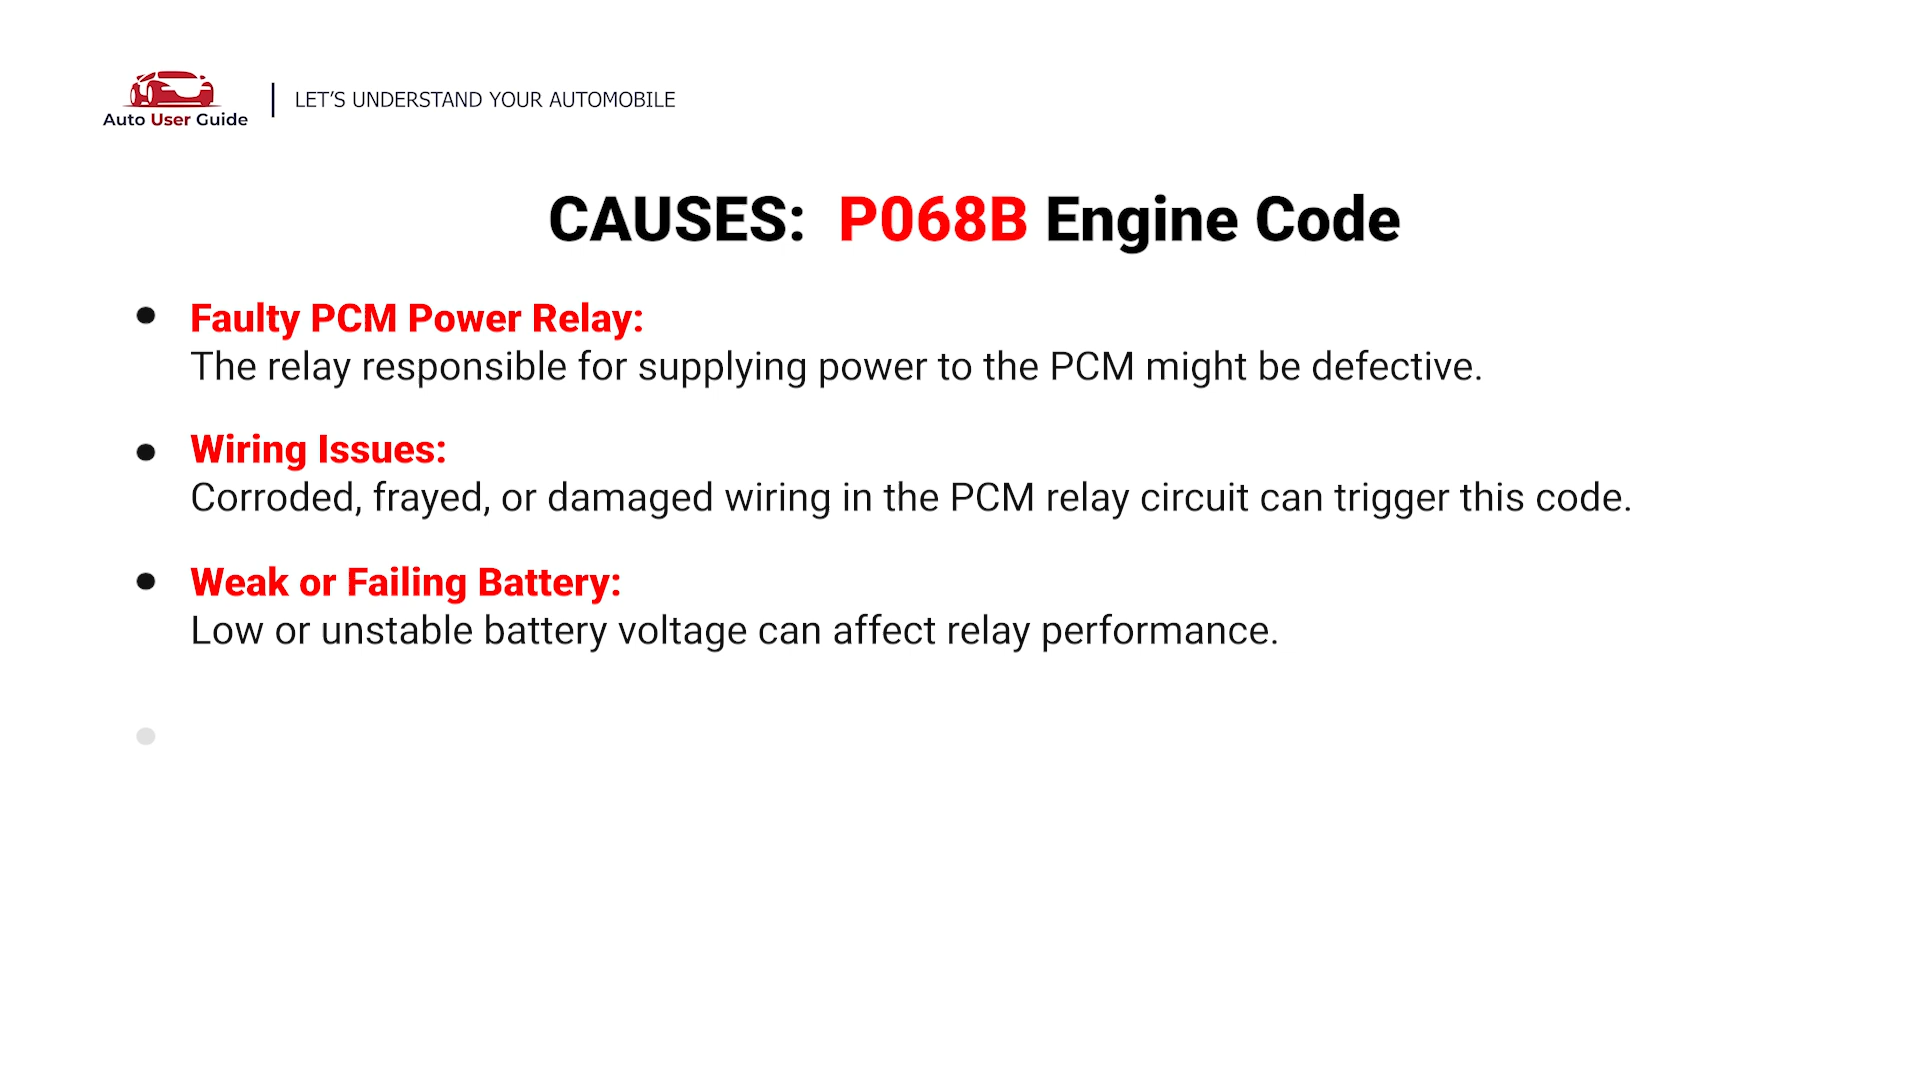 Auto User Guide
LET'S UNDERSTAND YOUR AUTOMOBILE
CAUSES: P068B Engine Code
Faulty PCM Power Relay:
The relay responsible for supplying power to the PCM might be defective.
Wiring Issues:
Corroded, frayed, or damaged wiring in the PCM relay circuit can trigger this code.
Weak or Failing Battery:
Low or unstable battery voltage can affect relay performance.